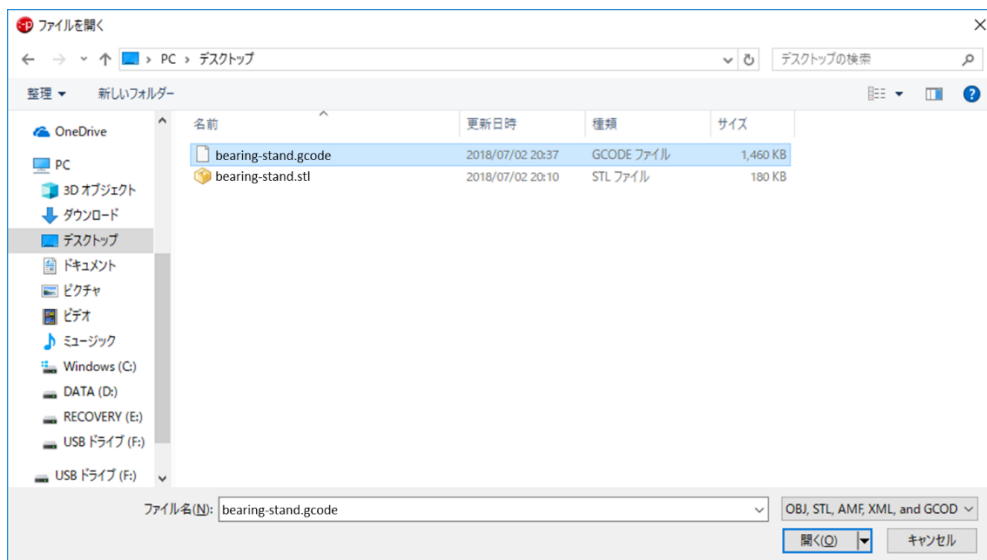 ファイルを開く
PC › デスクトップ
デスクトップの検索
整理
新しいフォルダー
名前
更新日時
種類
サイズ
bearing-stand.gcode
2018/07/02 20:37
GCODE ファイル
1,460 KB
bearing-stand.stl
2018/07/02 20:10
STL ファイル
180 KB
OneDrive
PC
3D オブジェクト
ダウンロード
デスクトップ
ドキュメント
ピクチャ
ビデオ
ミュージック
Windows (C:)
DATA (D:)
RECOVERY (E:)
USB ドライブ (F:)
USB ドライブ (F:)
ファイル名(N): bearing-stand.gcode
OBJ, STL, AMF, XML, and GCOD
開く(O)
キャンセル